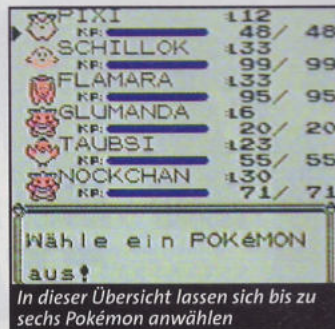 PIXI :L12
KP: 48/ 48
SCHILLOK :L33
KP: 99/ 99
FLAMARA :L33
KP: 95/ 95
GLUMANDA :L6
KP: 20/ 20
TAUBSI :L23
KP: 55/ 55
NOCKCHAN :L30
KP: 71/ 71
Wähle ein POKéMON
aus!
In dieser Übersicht lassen sich bis zu
sechs Pokémon anwählen